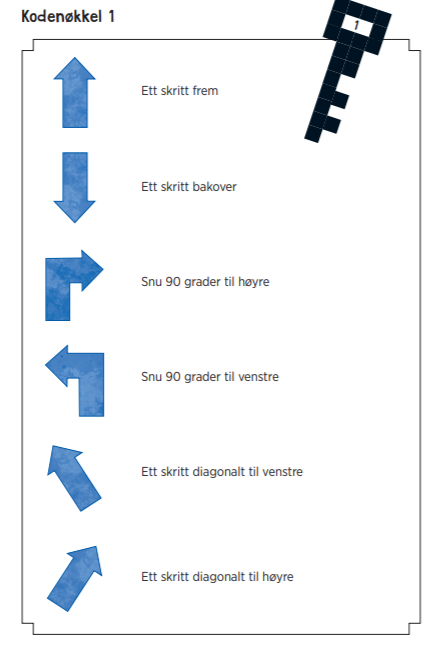 Kodenøkkel 1
1
Ett skritt frem
Ett skritt bakover
Snu 90 grader til høyre
Snu 90 grader til venstre
Ett skritt diagonalt til venstre
Ett skritt diagonalt til høyre